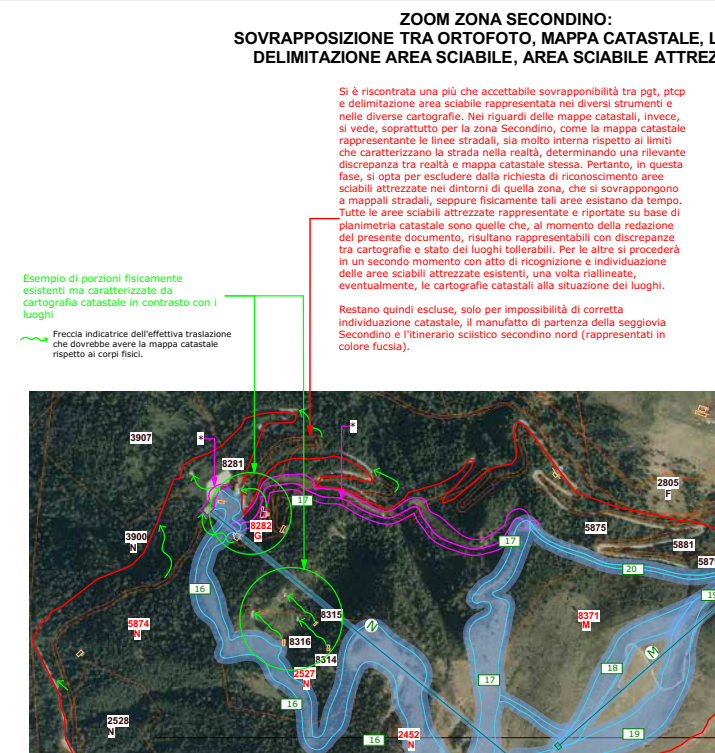 ZOOM ZONA SECONDINO:
SOVRAPPOSIZIONE TRA ORTOFOTO, MAPPA CATASTALE, L
DELIMITAZIONE AREA SCIABILE, AREA SCIABILE ATTREZ
Si è riscontrata una più che accettabile sovrapponibilità tra pgt, ptcp
e delimitazione area sciabile rappresentata nei diversi strumenti e
nelle diverse cartografie. Nei riguardi delle mappe catastali, invece,
si vede, soprattutto per la zona Secondino, come la mappa catastale
rappresentante le linee stradali, sia molto interna rispetto ai limiti
che caratterizzano la strada nella realtà, determinando una rilevante
discrepanza tra realtà e mappa catastale stessa. Pertanto, in questa
fase, si opta per escludere dalla richiesta di riconoscimento aree
sciabili attrezzate nei dintorni di quella zona, che si sovrappongono
a mappali stradali, seppure fisicamente tali aree esistano da tempo.
Tutte le aree sciabili attrezzate rappresentate e riportate su base di
planimetria catastale sono quelle che, al momento della redazione
del presente documento, risultano rappresentabili con discrepanze
tra cartografie e stato dei luoghi tollerabili. Per le altre si procederà
in un secondo momento con atto di ricognizione e individuazione
delle aree sciabili attrezzate esistenti, una volta riallineate,
eventualmente, le cartografie catastali alla situazione dei luoghi.
Restano quindi escluse, solo per impossibilità di corretta
individuazione catastale, il manufatto di partenza della seggiovia
Secondino e l'itinerario sciistico secondino nord (rappresentati in
colore fucsia).
Esempio di porzioni fisicamente
esistenti ma caratterizzate da
cartografia catastale in contrasto con i
luoghi
Freccia indicatrice dell'effettiva traslazione
che dovrebbe avere la mappa catastale
rispetto ai corpi fisici.
*
3907
*
8281
2805
F
17
8282
G
5875
3900
N
17
5881
587
20
16
19
8315
8371
M
5874
N
N
8316
M
8314
2527
N
18
17
16
2528
N
2452
N
19
16